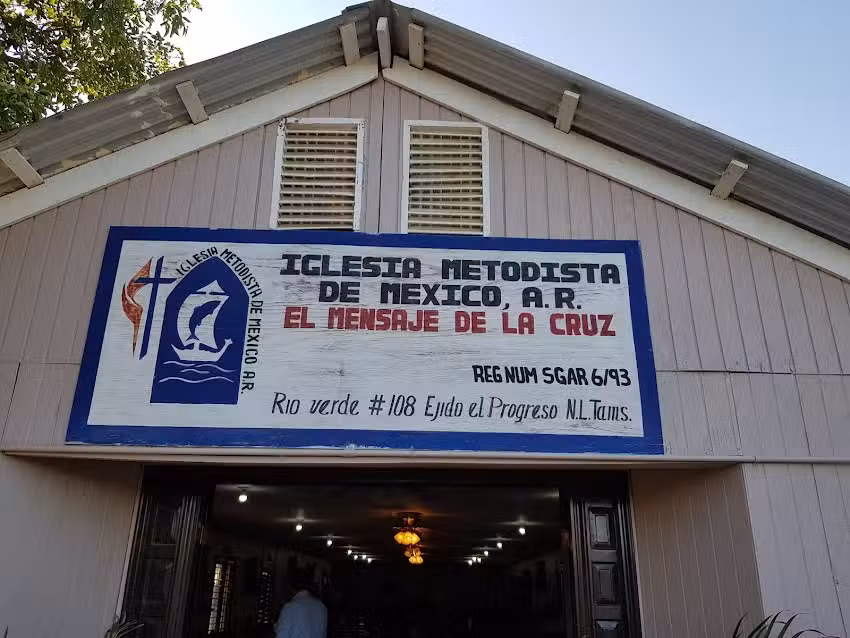 IGLESIA METODISTA DE MEXICO A.R.
IGLESIA METODISTA
DE MEXICO, A.R.
EL MENSAJE DE LA CRUZ
REG NUM SGAR 6/93
Rio verde #108 Ejido el Progreso N.L.Tams.